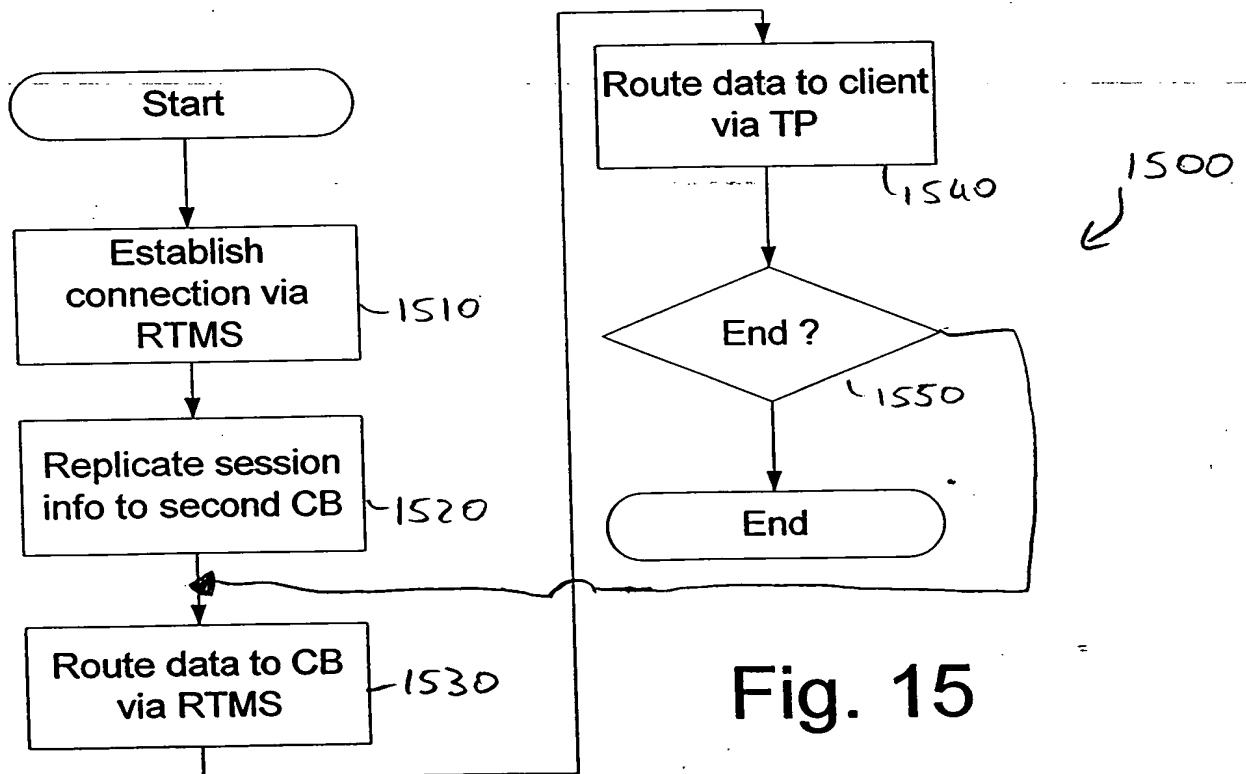 Start
Establish
connection via
RTMS
1510
Replicate session
info to second CB
1520
Route data to CB
via RTMS
1530
Route data to client
via TP
1540
1500
End ?
1550
End
Fig. 15